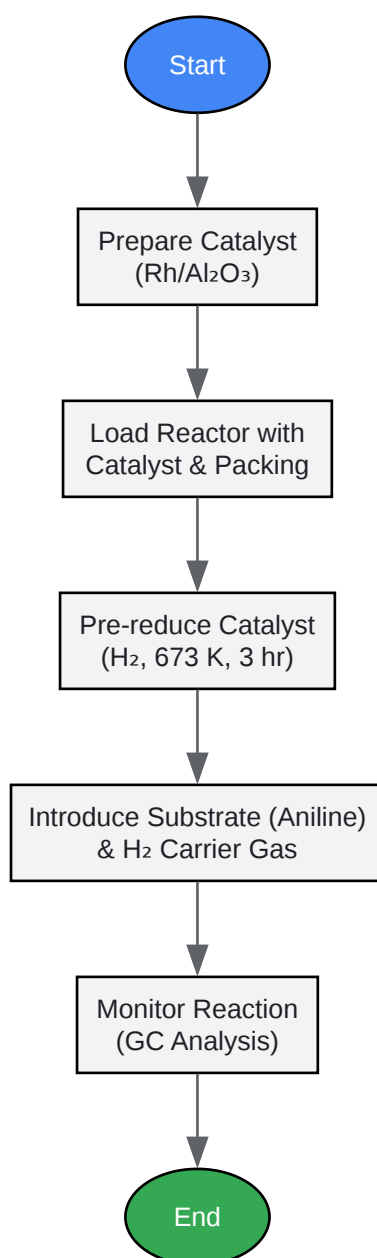 Start
Prepare Catalyst
(Rh/Al₂O₃)
Load Reactor with
Catalyst & Packing
Pre-reduce Catalyst
(H₂, 673 K, 3 hr)
Introduce Substrate (Aniline)
& H₂ Carrier Gas
Monitor Reaction
(GC Analysis)
End